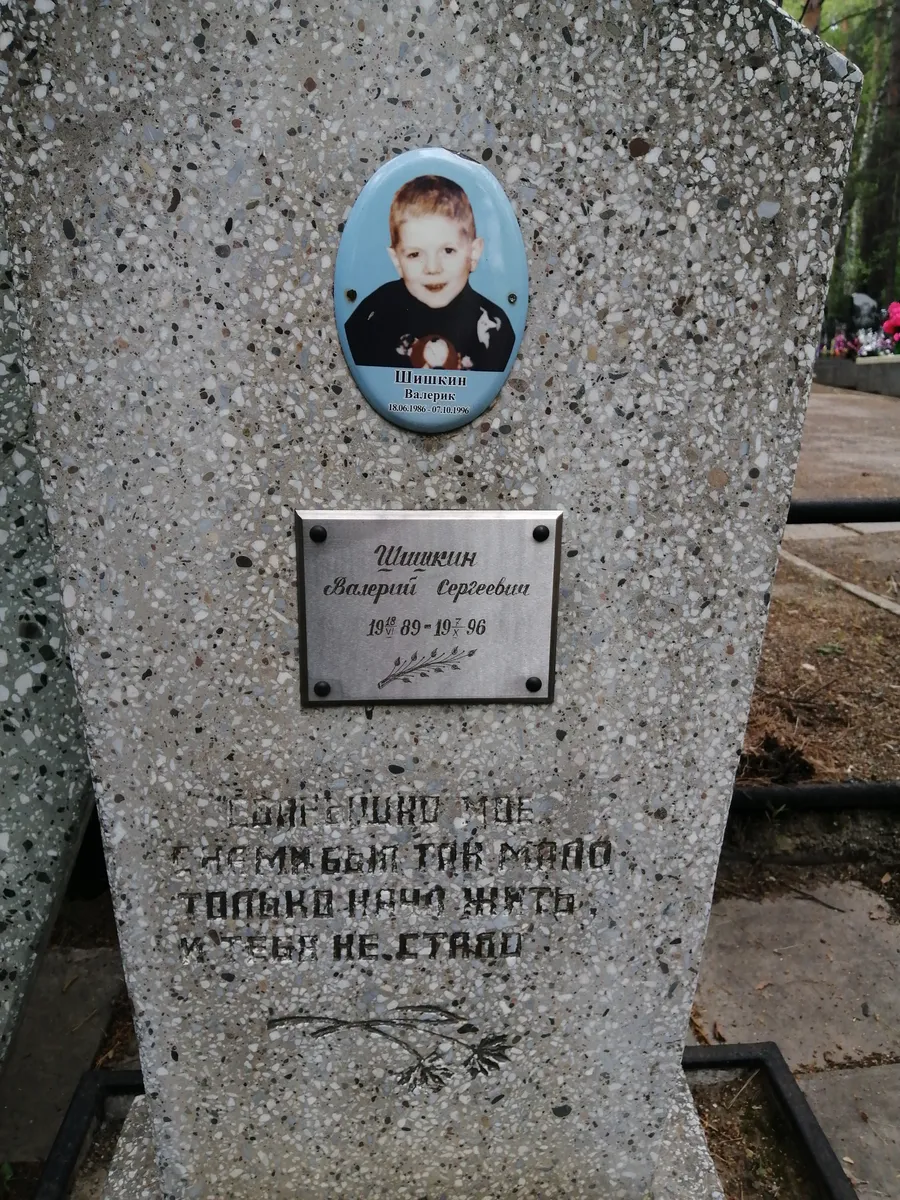 Шишкин
Валерик
18.06.1986 - 07.10.1996
Шишкин
Валерий Сергеевич
19 18/VI 89 - 19 7/X 96
МОЕ
С НАМИ БЫЛ ТАК МАЛО
ТОЛЬКО НАЧАЛ ЖИТЬ,
И ТЕБЯ НЕ СТАЛО